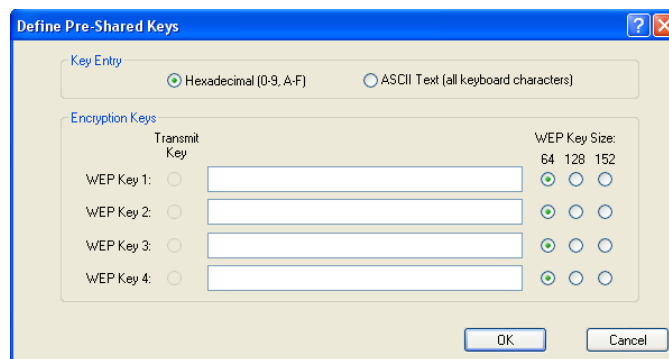 Define Pre-Shared Keys
Key Entry
Hexadecimal (0-9, A-F) ASCII Text (all keyboard characters)
Encryption Keys
Transmit Key WEP Key Size:
64 128 152
WEP Key 1:
WEP Key 2:
WEP Key 3:
WEP Key 4:
OK Cancel